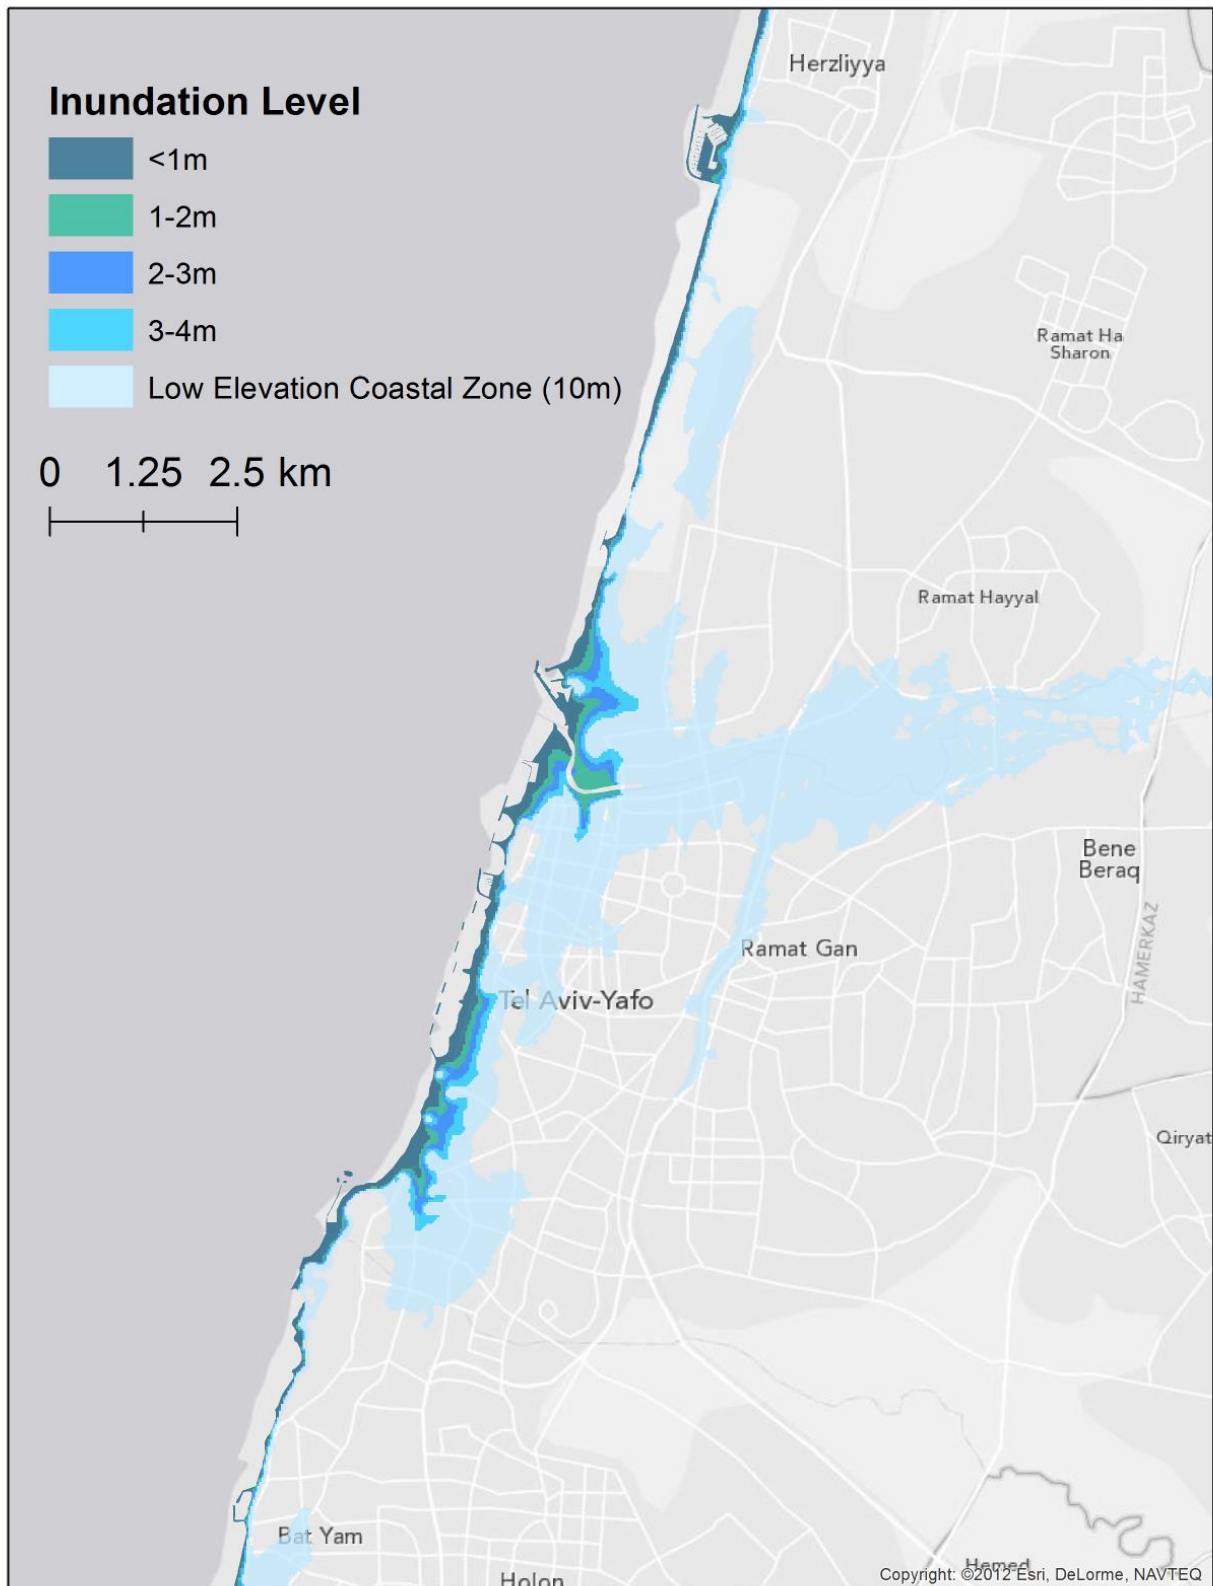 Herzliyya
Inundation Level
<1m
1-2m
2-3m
3-4m
Low Elevation Coastal Zone (10m)
0 1.25 2.5 km
Ramat Ha
Sharon
Ramat Hayyal
Bene
Beraq
HAMERKAZ
Ramat Gan
Tel Aviv-Yafo
Qiryat
Bat Yam
Hemed
Holon
Copyright: ©2012 Esri, DeLorme, NAVTEQ